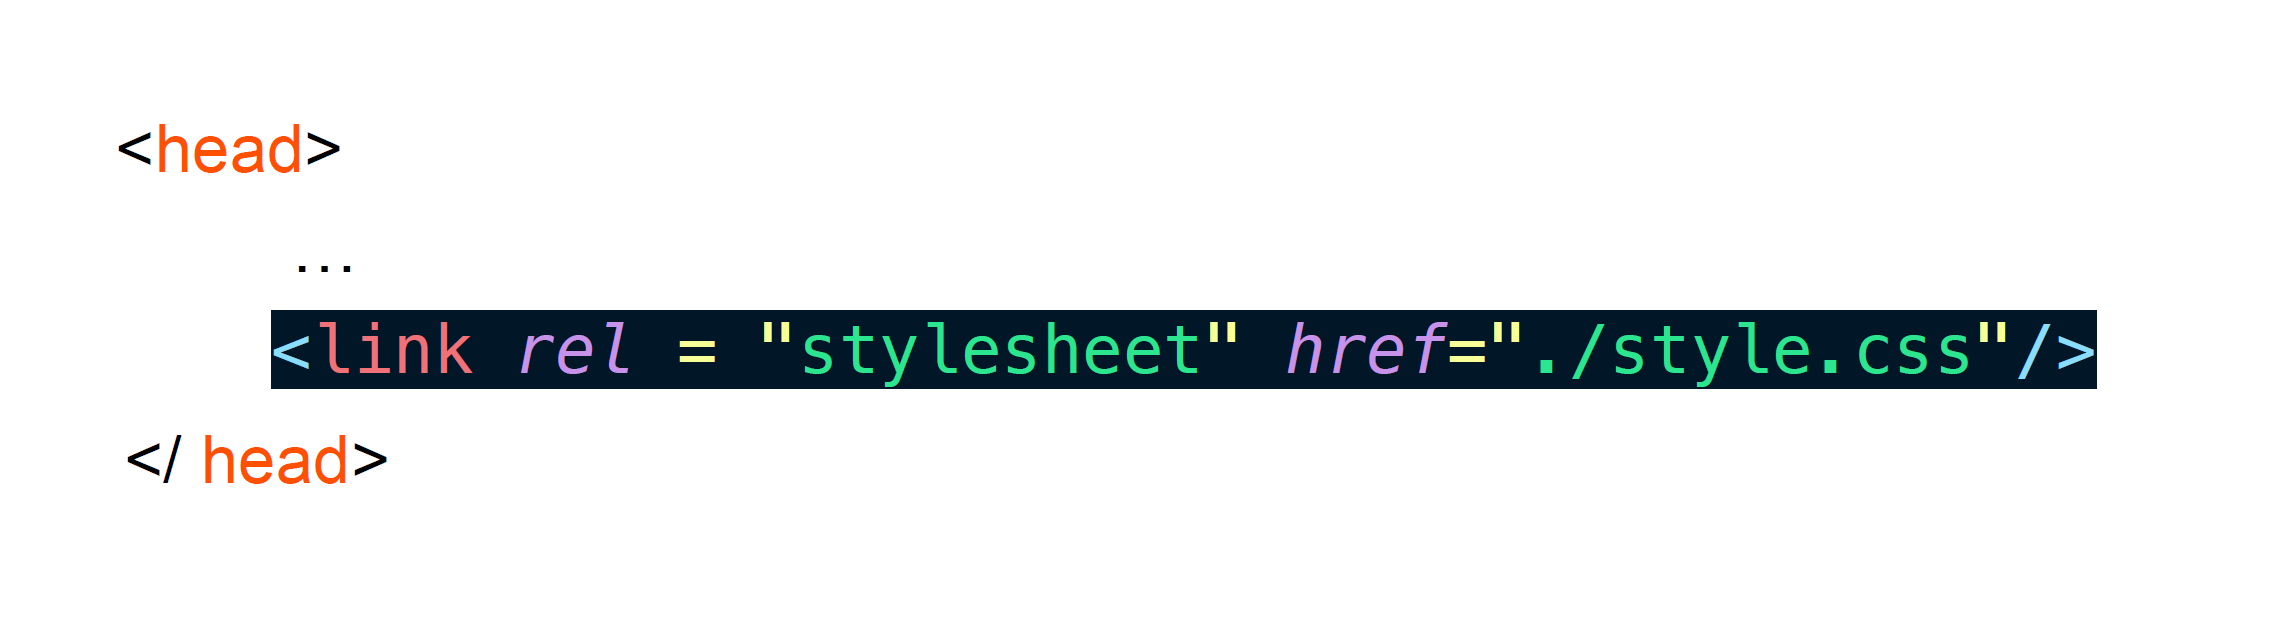 <head>
...
<link rel = "stylesheet" href="./style.css"/>
</ head>